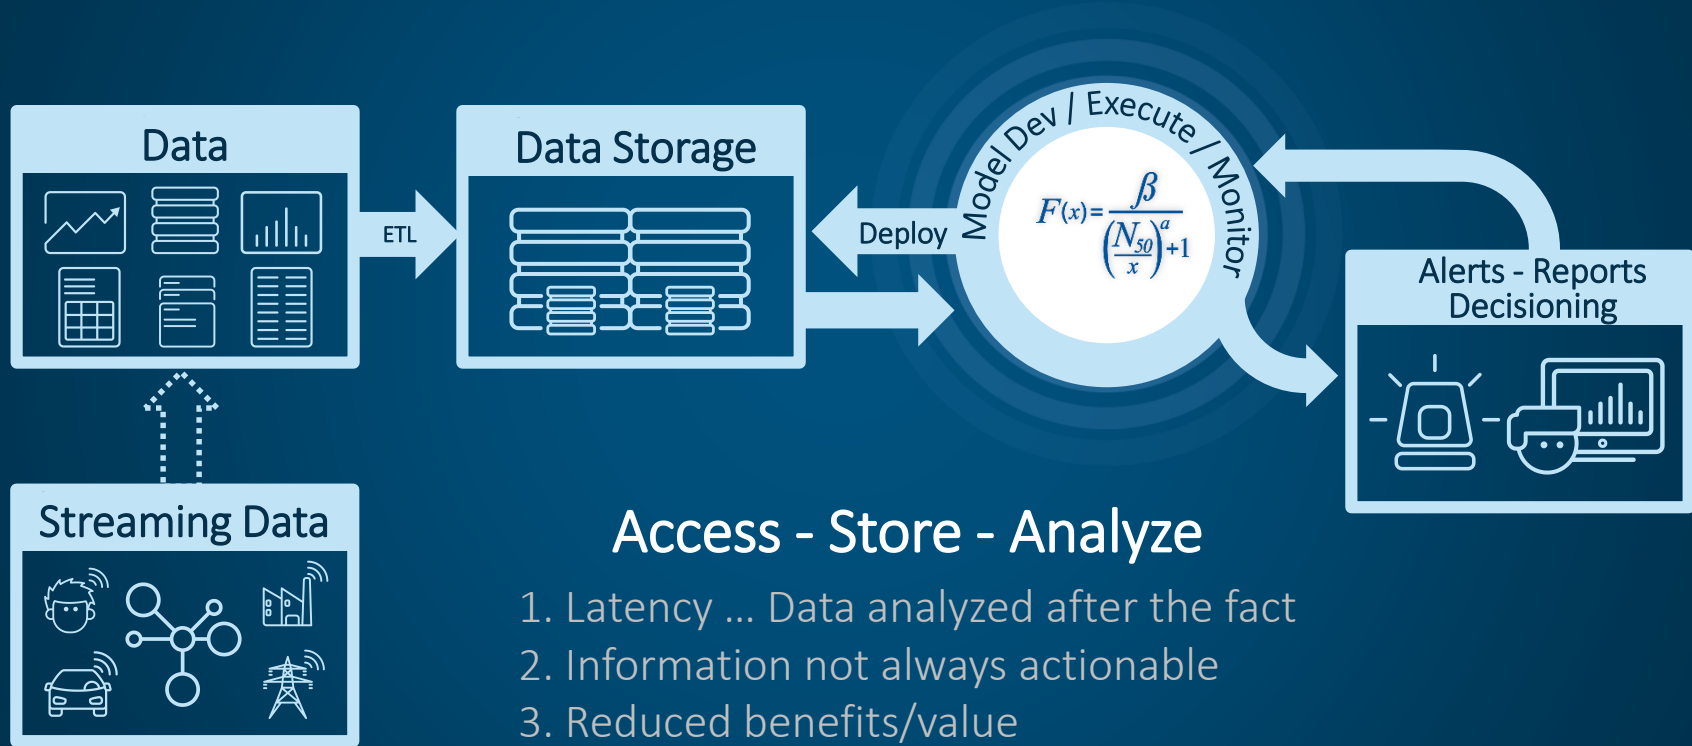 Data
ETL
Data Storage
Deploy
Model Dev / Execute / Monitor
F(x)=β/((N50/x)^a+1)
Alerts - Reports
Decisioning
Streaming Data
Access - Store - Analyze
1. Latency ... Data analyzed after the fact
2. Information not always actionable
3. Reduced benefits/value